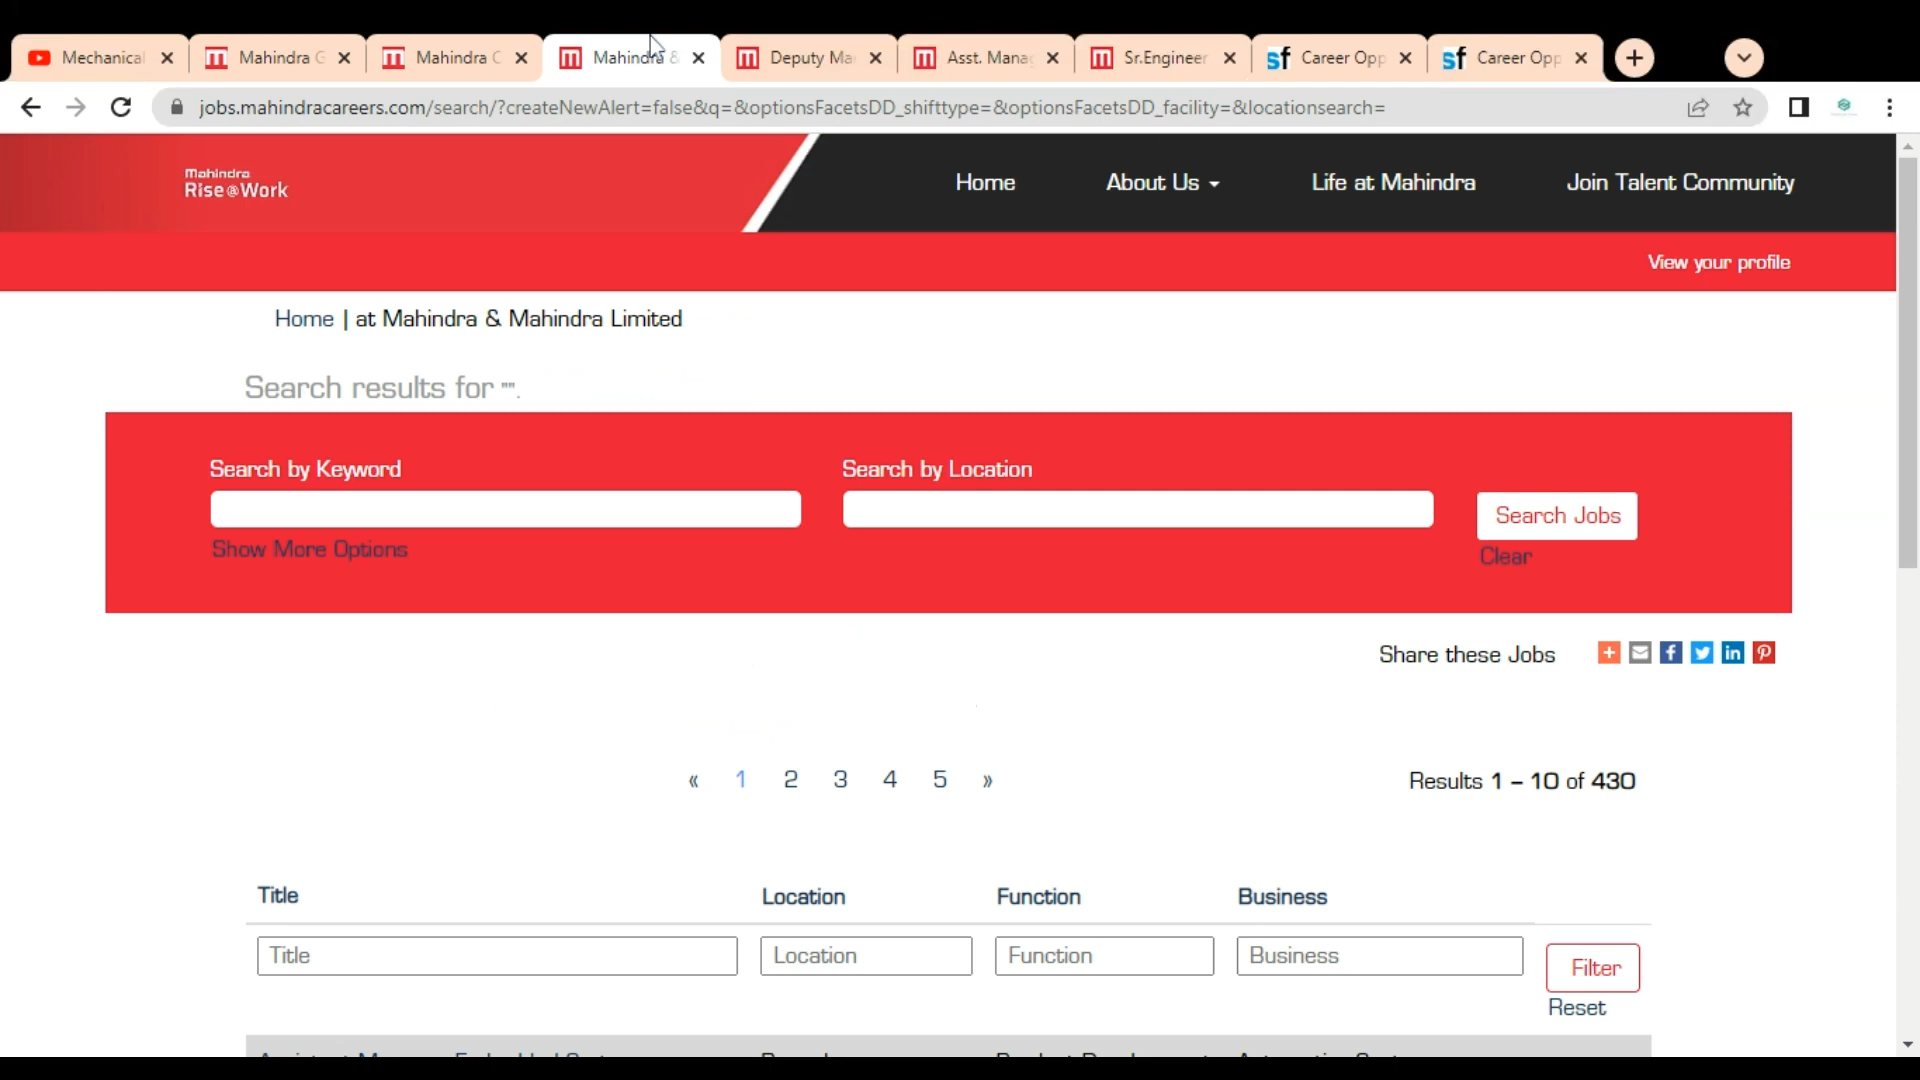 Mechanical
Mahindra G
Mahindra C
Mahindra &
Deputy Ma
Asst. Mana
Sr.Engineer
sf Career Opp
sf Career Opp
jobs.mahindracareers.com/search/?createNewAlert=false&q=&optionsFacetsDD_shifttype=&optionsFacetsDD_facility=&locationsearch=
Mahindra
Rise@Work
Home
About Us
Life at Mahindra
Join Talent Community
View your profile
Home | at Mahindra & Mahindra Limited
Search results for "".
Search by Keyword
Search by Location
Search Jobs
Show More Options
Clear
Share these Jobs
« 1 2 3 4 5 »
Results 1 – 10 of 430
Title
Location
Function
Business
Title
Location
Function
Business
Filter
Reset